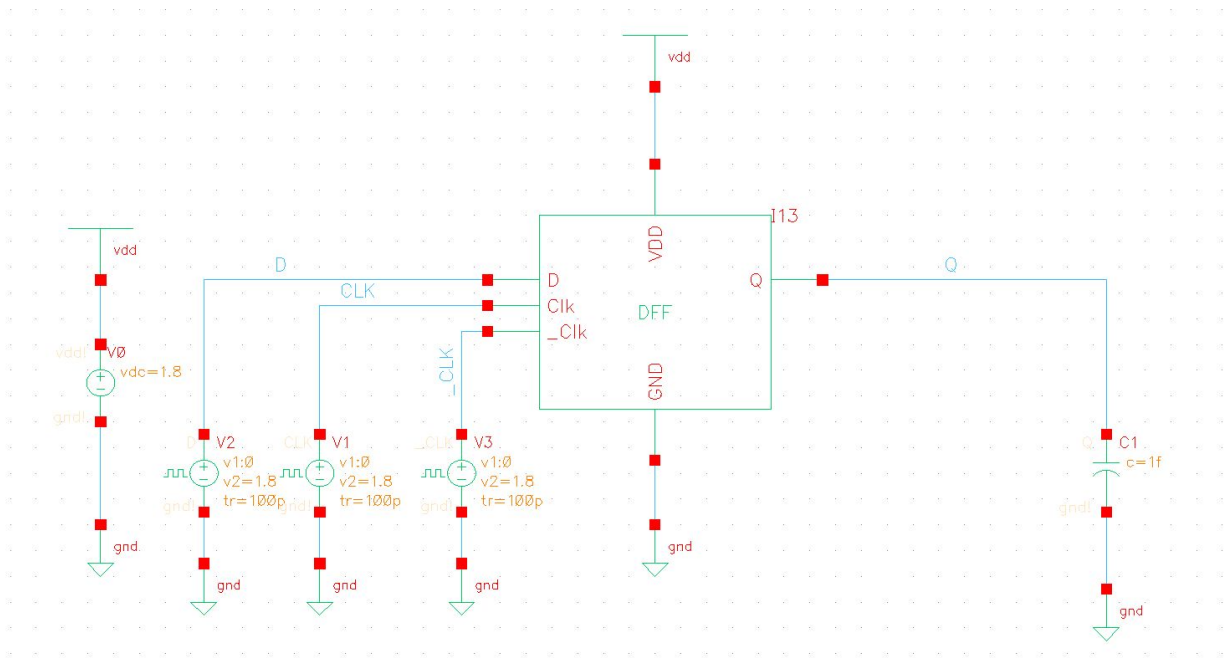 vdd
I13
VDD
vdd
D
D
Q
Q
CLK
Clk
DFF
_Clk
_CLK
GND
vdd!
V0
vdc=1.8
gnd!
D
V2
CLK
V1
_CLK
V3
Q
C1
v1:0
v1:0
v1:0
c=1f
v2=1.8
v2=1.8
v2=1.8
tr=100p
tr=100p
tr=100p
gnd!
gnd!
gnd!
gnd!
gnd
gnd
gnd
gnd
gnd
gnd